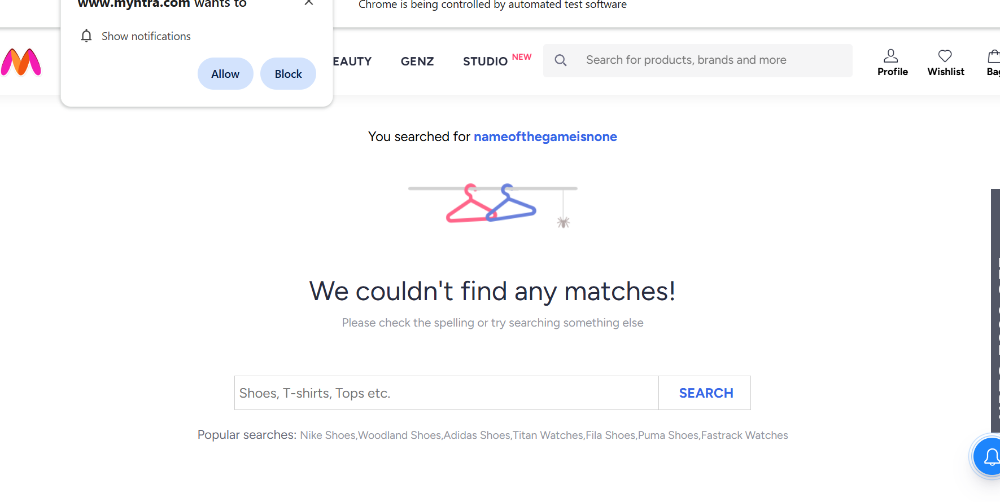 www.myntra.com wants to
Chrome is being controlled by automated test software
Show notifications
Allow
Block
EAUTY
GENZ
STUDIO NEW
Search for products, brands and more
Profile
Wishlist
You searched for nameofthegameisnone
We couldn't find any matches!
Please check the spelling or try searching something else
Shoes, T-shirts, Tops etc.
SEARCH
Popular searches: Nike Shoes,Woodland Shoes,Adidas Shoes,Titan Watches,Fila Shoes,Puma Shoes,Fastrack Watches